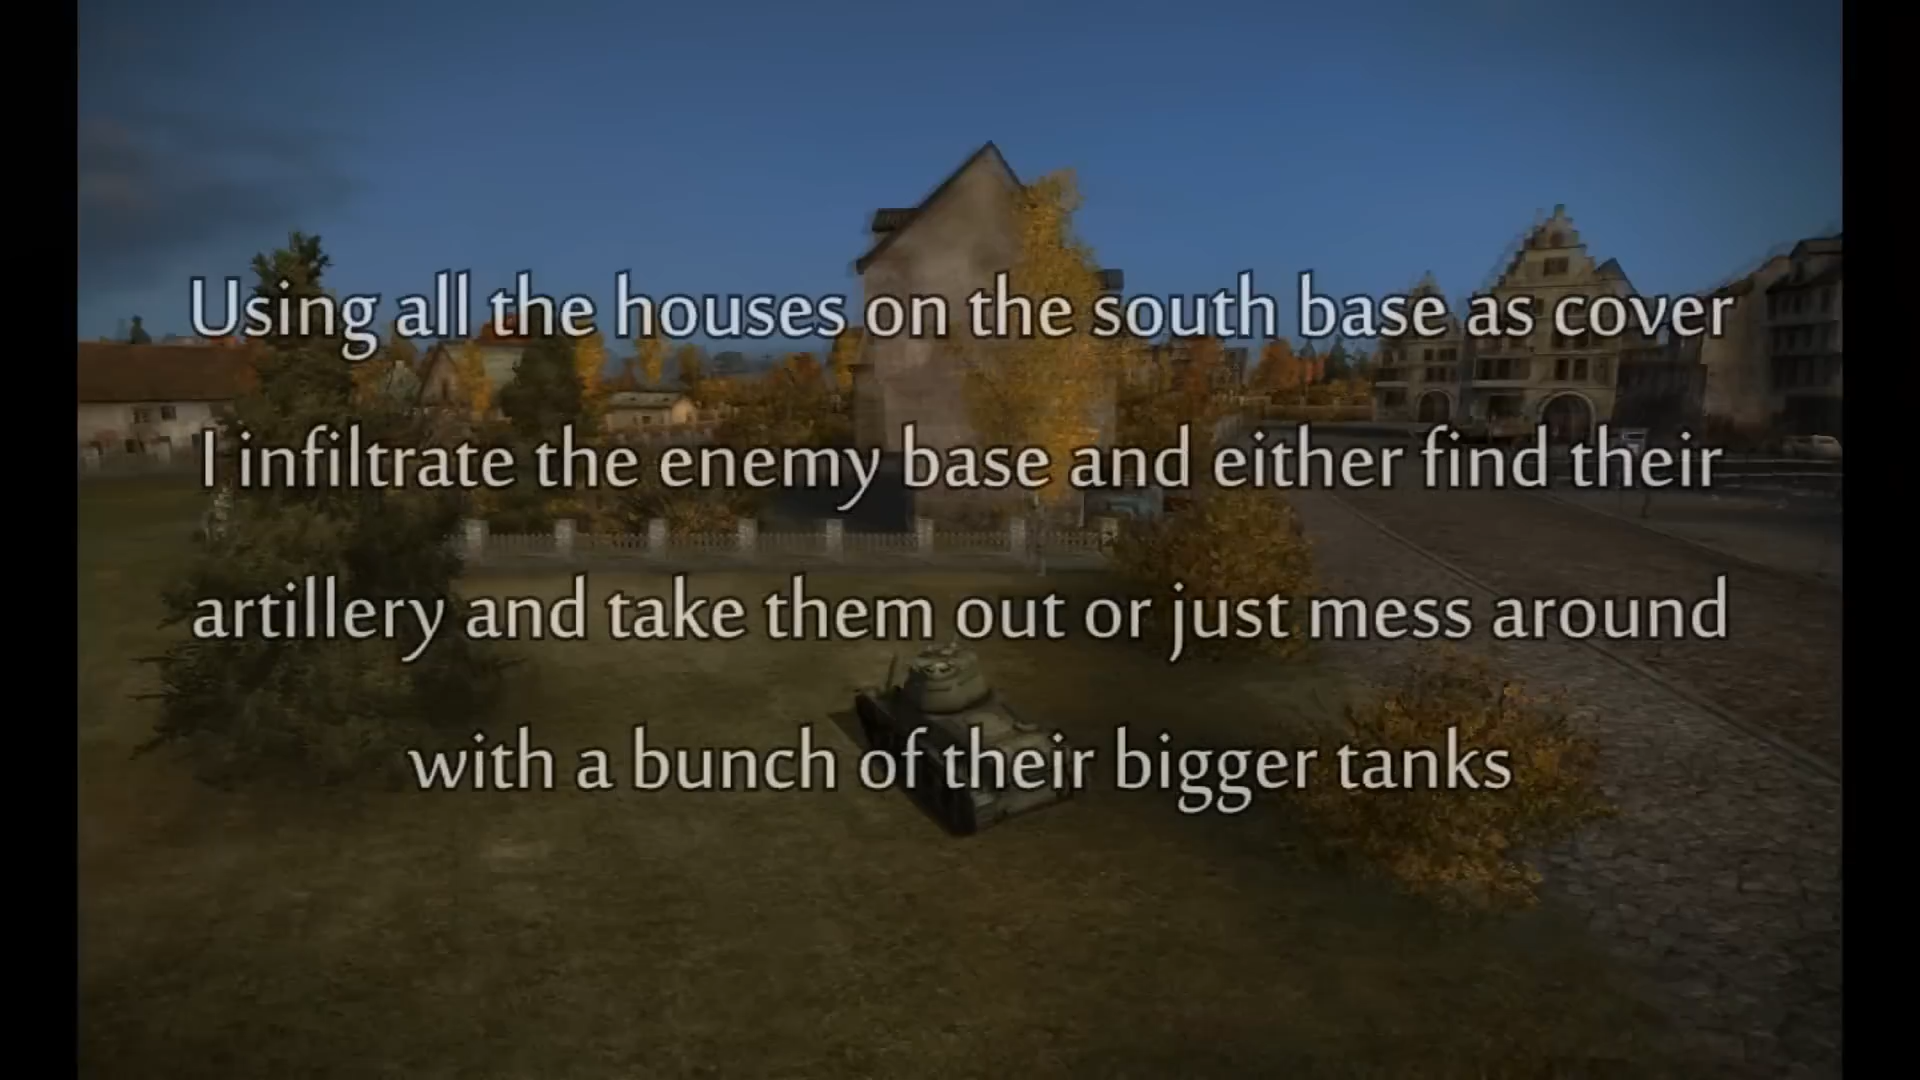 Using all the houses on the south base as cover
I infiltrate the enemy base and either find their
artillery and take them out or just mess around
with a bunch of their bigger tanks